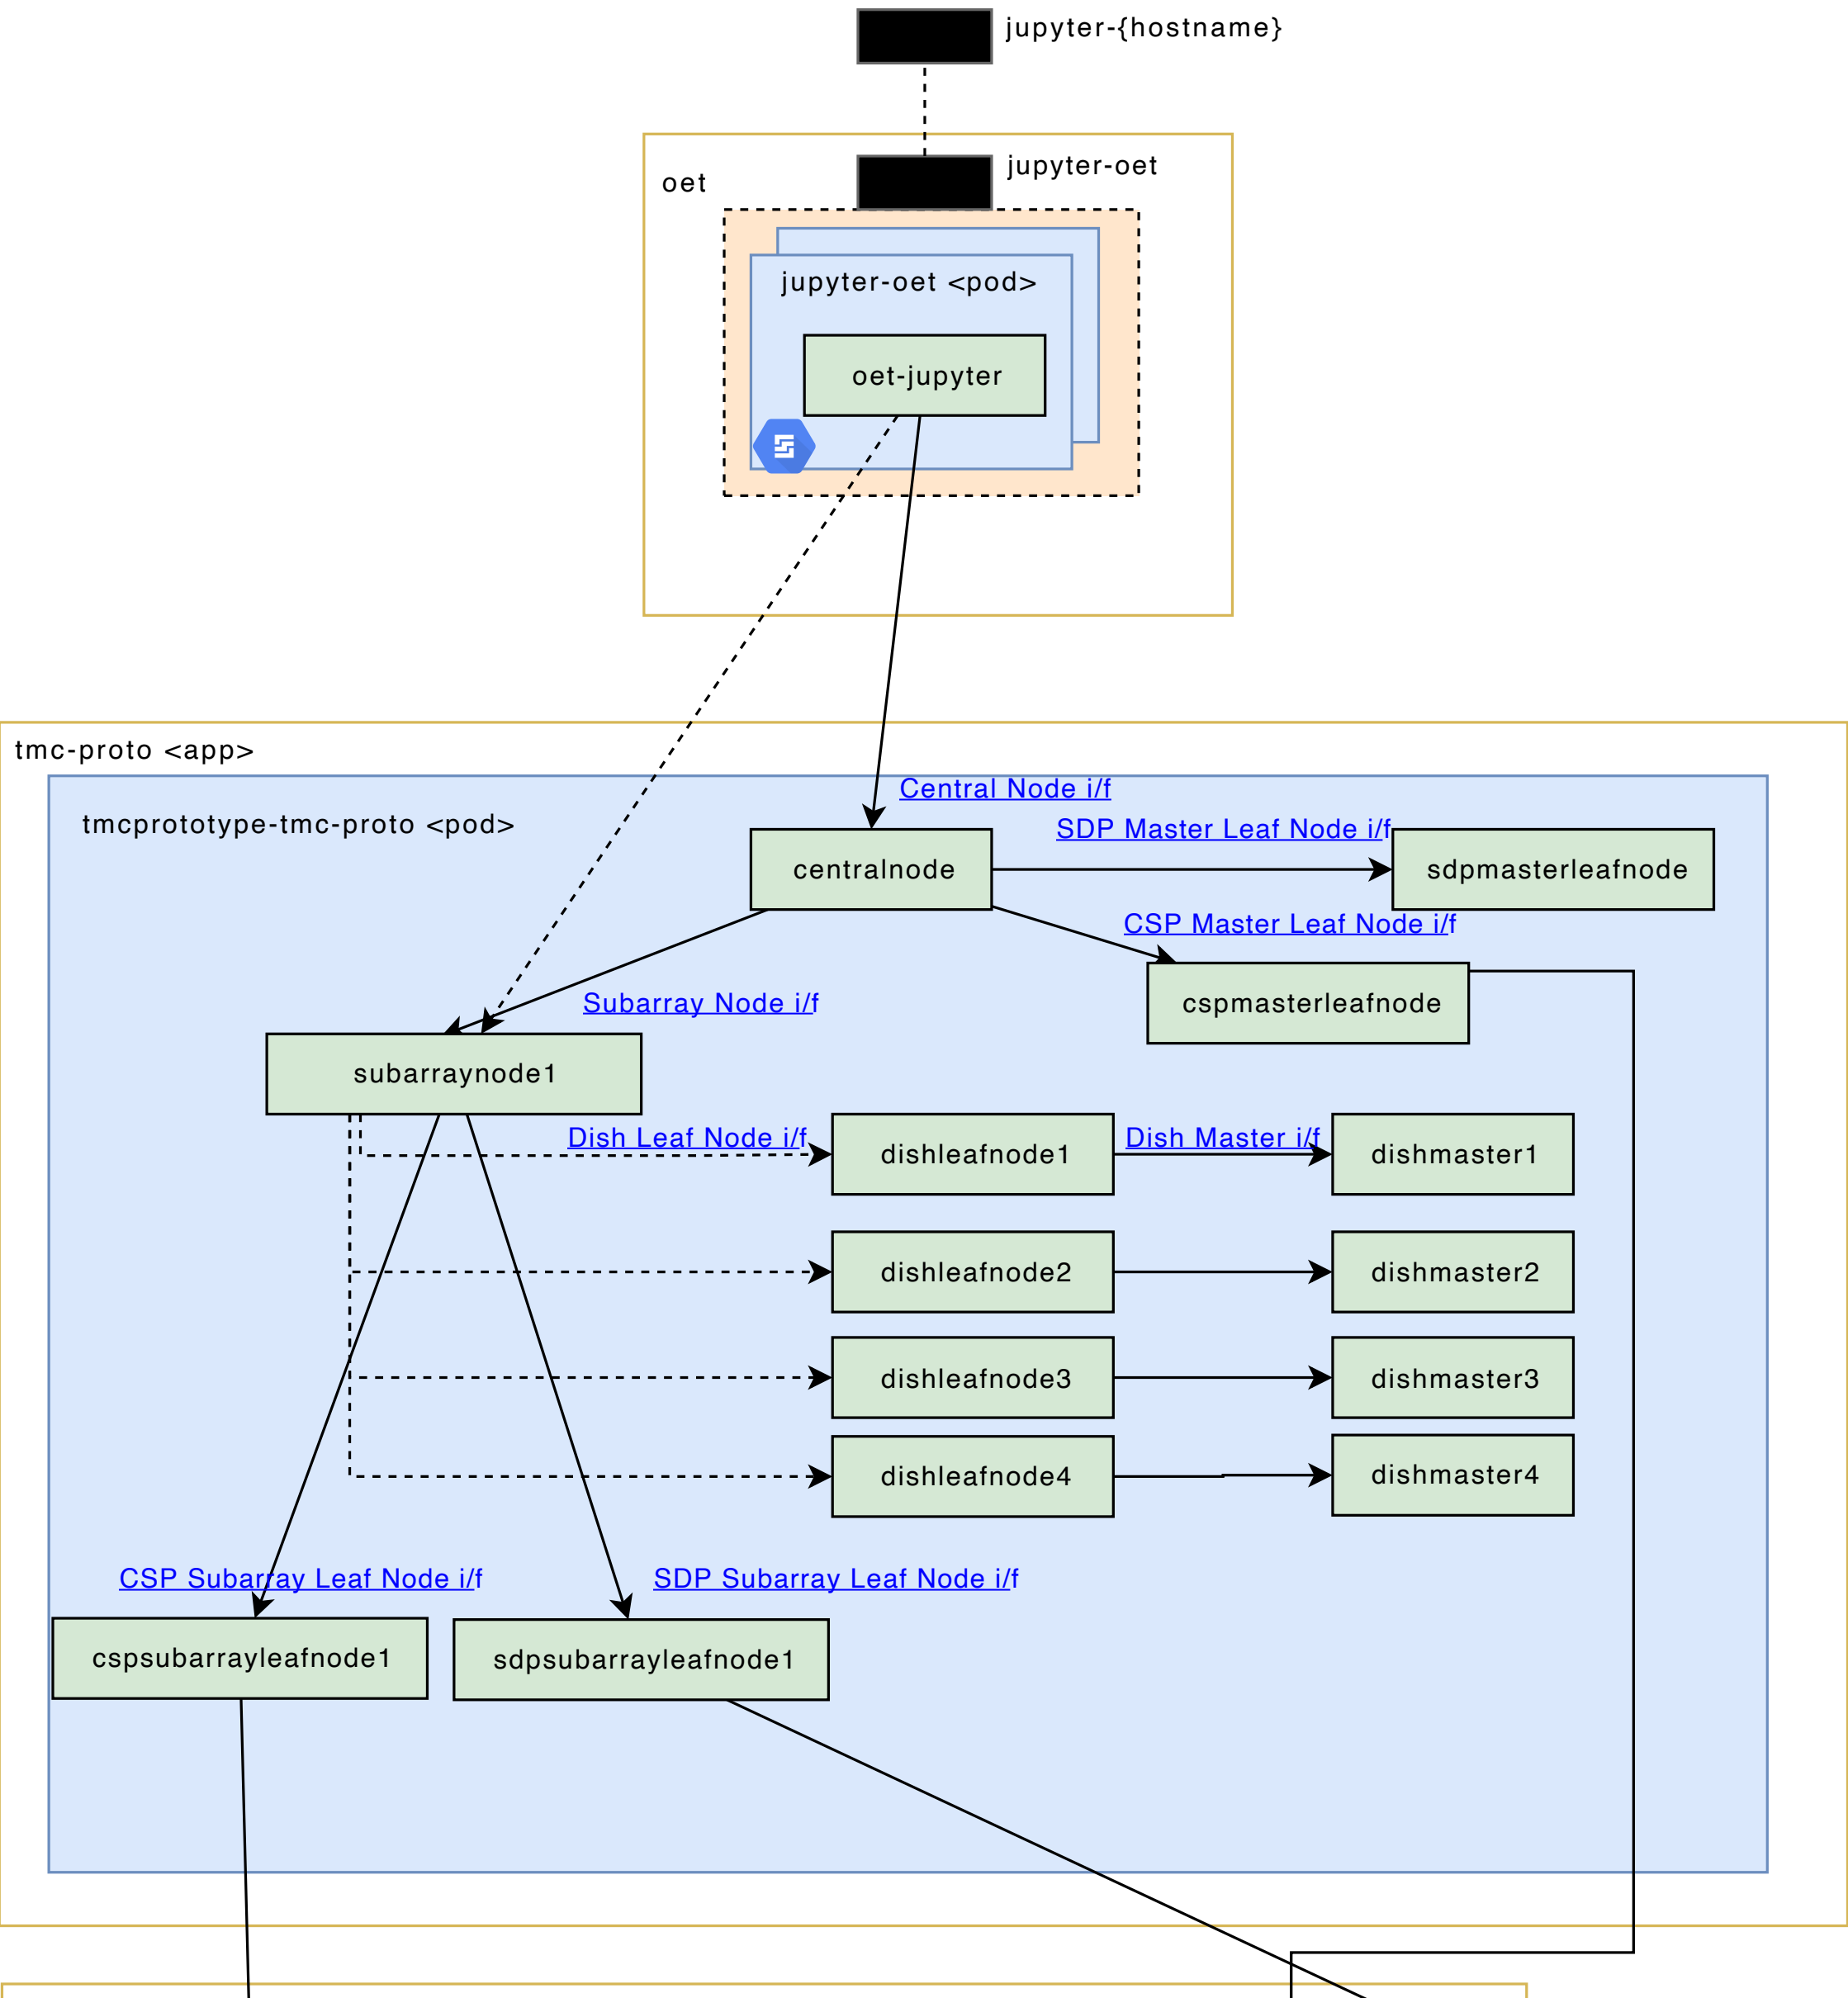 jupyter-{hostname}
jupyter-oet
oet
jupyter-oet <pod>
oet-jupyter
tmc-proto <app>
Central Node i/f
tmcprototype-tmc-proto <pod>
SDP Master Leaf Node i/f
centralnode
sdpmasterleafnode
CSP Master Leaf Node i/f
Subarray Node i/f
cspmasterleafnode
subarraynode1
Dish Leaf Node i/f
Dish Master i/f
dishleafnode1
dishmaster1
dishleafnode2
dishmaster2
dishleafnode3
dishmaster3
dishleafnode4
dishmaster4
CSP Subarray Leaf Node i/f
SDP Subarray Leaf Node i/f
cspsubarrayleafnode1
sdpsubarrayleafnode1